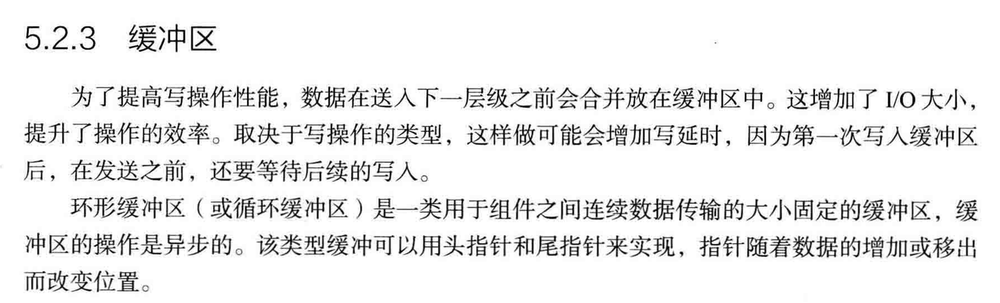 5.2.3 缓冲区
为了提高写操作性能，数据在送入下一层级之前会合并放在缓冲区中。这增加了 I/O 大小，
提升了操作的效率。取决于写操作的类型，这样做可能会增加写延时，因为第一次写入缓冲区
后，在发送之前，还要等待后续的写入。
环形缓冲区（或循环缓冲区）是一类用于组件之间连续数据传输的大小固定的缓冲区，缓
冲区的操作是异步的。该类型缓冲可以用头指针和尾指针来实现，指针随着数据的增加或移出
而改变位置。